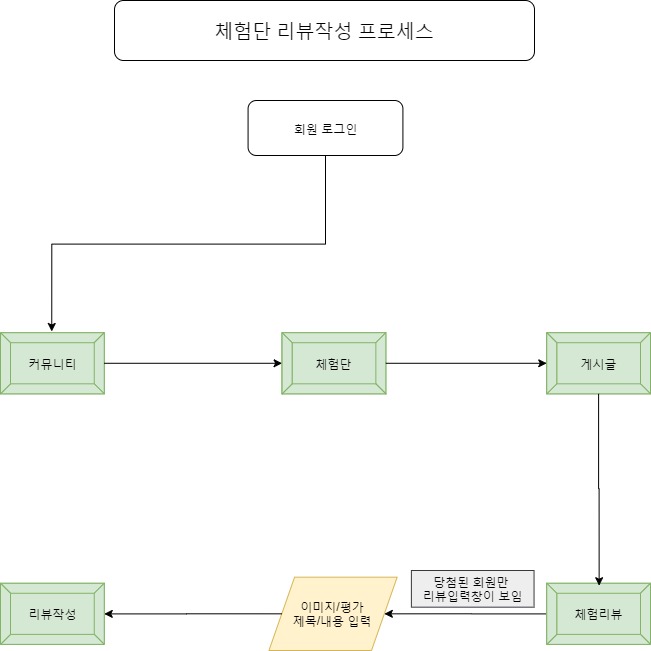 체험단 리뷰작성 프로세스
회원 로그인
커뮤니티
체험단
게시글
당첨된 회원만
리뷰입력창이 보임
리뷰작성
이미지/평가
제목/내용 입력
체험리뷰